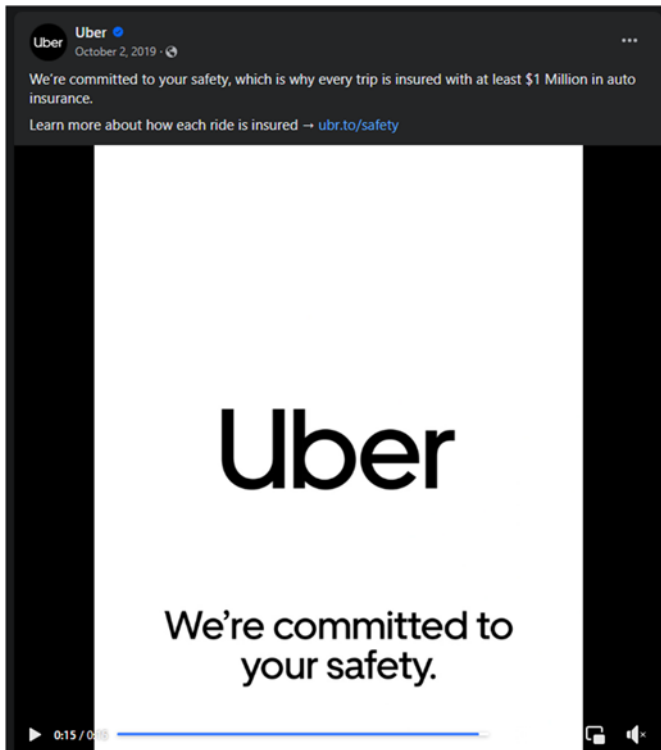 Uber
Uber
October 2, 2019 ·
We're committed to your safety, which is why every trip is insured with at least $1 Million in auto
insurance.
Learn more about how each ride is insured → ubr.to/safety
Uber
We're committed to
your safety.
0:15 / 0: